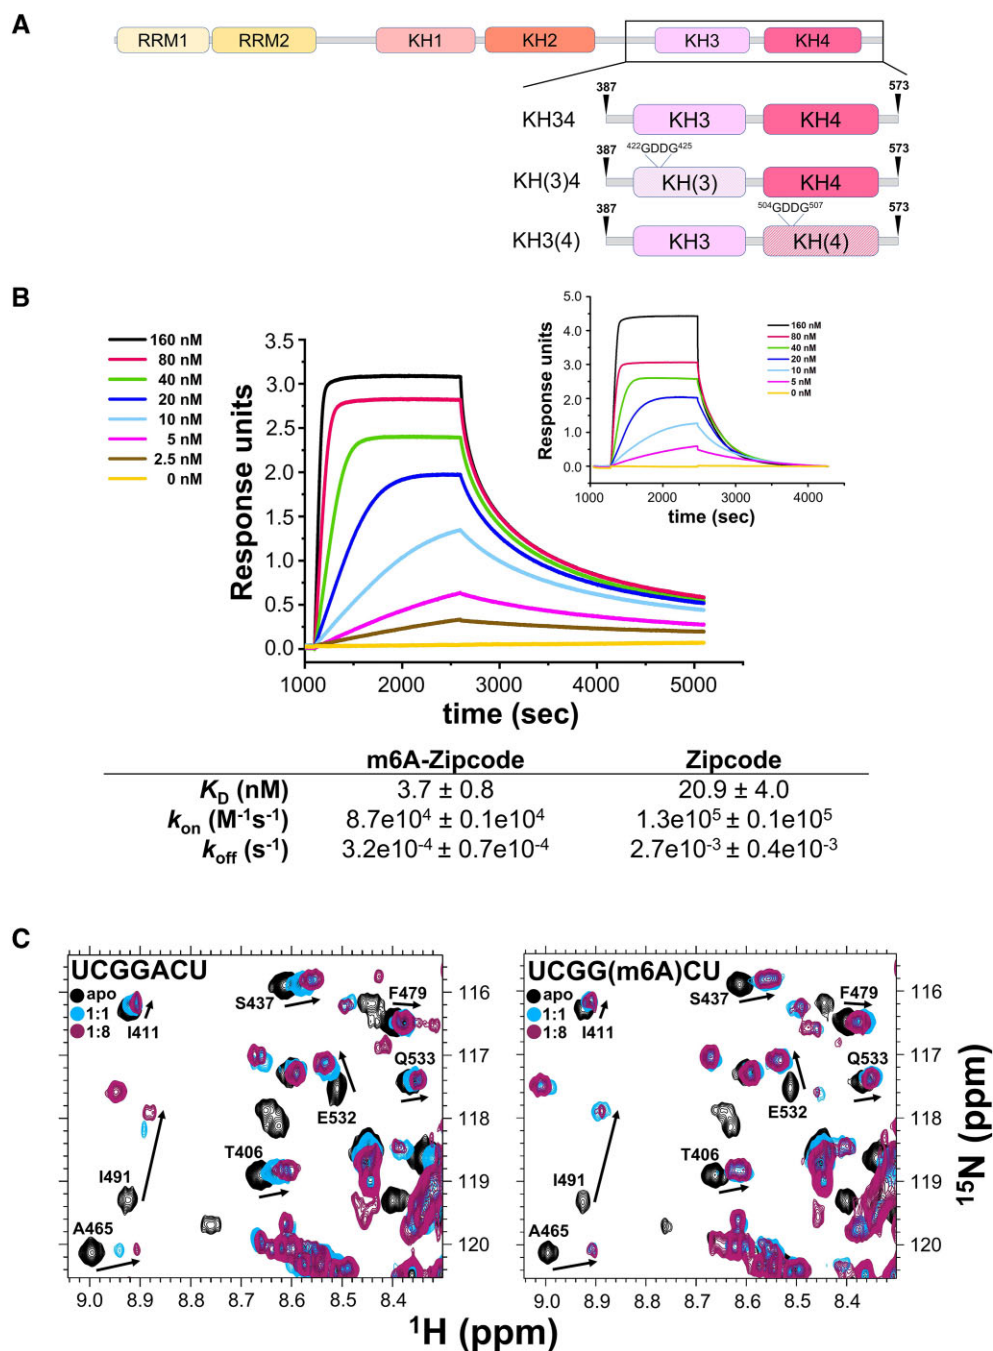 A
RRM1 RRM2 KH1 KH2 KH3 KH4
387 573
KH34 KH3 KH4
387 ⁴²²GDDG⁴²⁵ 573
KH(3)4 KH(3) KH4
387 ⁵⁰⁴GDDG⁵⁰⁷ 573
KH3(4) KH3 KH(4)
B
160 nM
80 nM
40 nM
20 nM
10 nM
5 nM
2.5 nM
0 nM
Response units
3.5
3.0
2.5
2.0
1.5
1.0
0.5
0.0
1000 2000 3000 4000 5000
time (sec)
Response units
5.0
4.0
3.0
2.0
1.0
0.0
1000 2000 3000 4000
time (sec)
160 nM
80 nM
40 nM
20 nM
10 nM
5 nM
0 nM
m6A-Zipcode Zipcode
K_D (nM) 3.7 ± 0.8 20.9 ± 4.0
k_on (M⁻¹s⁻¹) 8.7e10⁴ ± 0.1e10⁴ 1.3e10⁵ ± 0.1e10⁵
k_off (s⁻¹) 3.2e10⁻⁴ ± 0.7e10⁻⁴ 2.7e10⁻³ ± 0.4e10⁻³
C
UCGGACU
apo
1:1
1:8
I411
S437
F479
Q533
E532
T406
I491
A465
9.0 8.9 8.8 8.7 8.6 8.5 8.4
116
117
118
119
120
UCGG(m6A)CU
apo
1:1
1:8
I411
S437
F479
Q533
E532
T406
I491
A465
9.0 8.9 8.8 8.7 8.6 8.5 8.4
116
117
118
119
120
¹⁵N (ppm)
¹H (ppm)